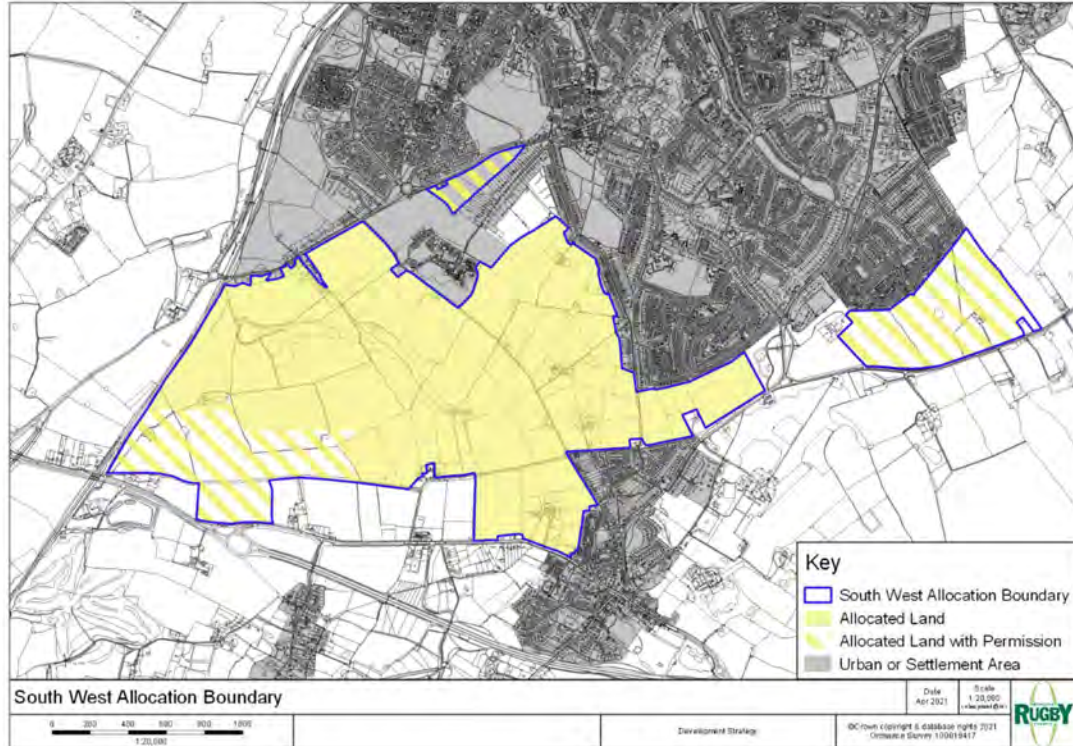 Key
South West Allocation Boundary
Allocated Land
Allocated Land with Permission
Urban or Settlement Area
South West Allocation Boundary
Date
Apr 2021
Scale
1:20,000
RUGBY
0 200 400 600 800 1000
1:20,000
Development Strategy
©Crown copyright & database rights 2021
Ordnance Survey 100019417